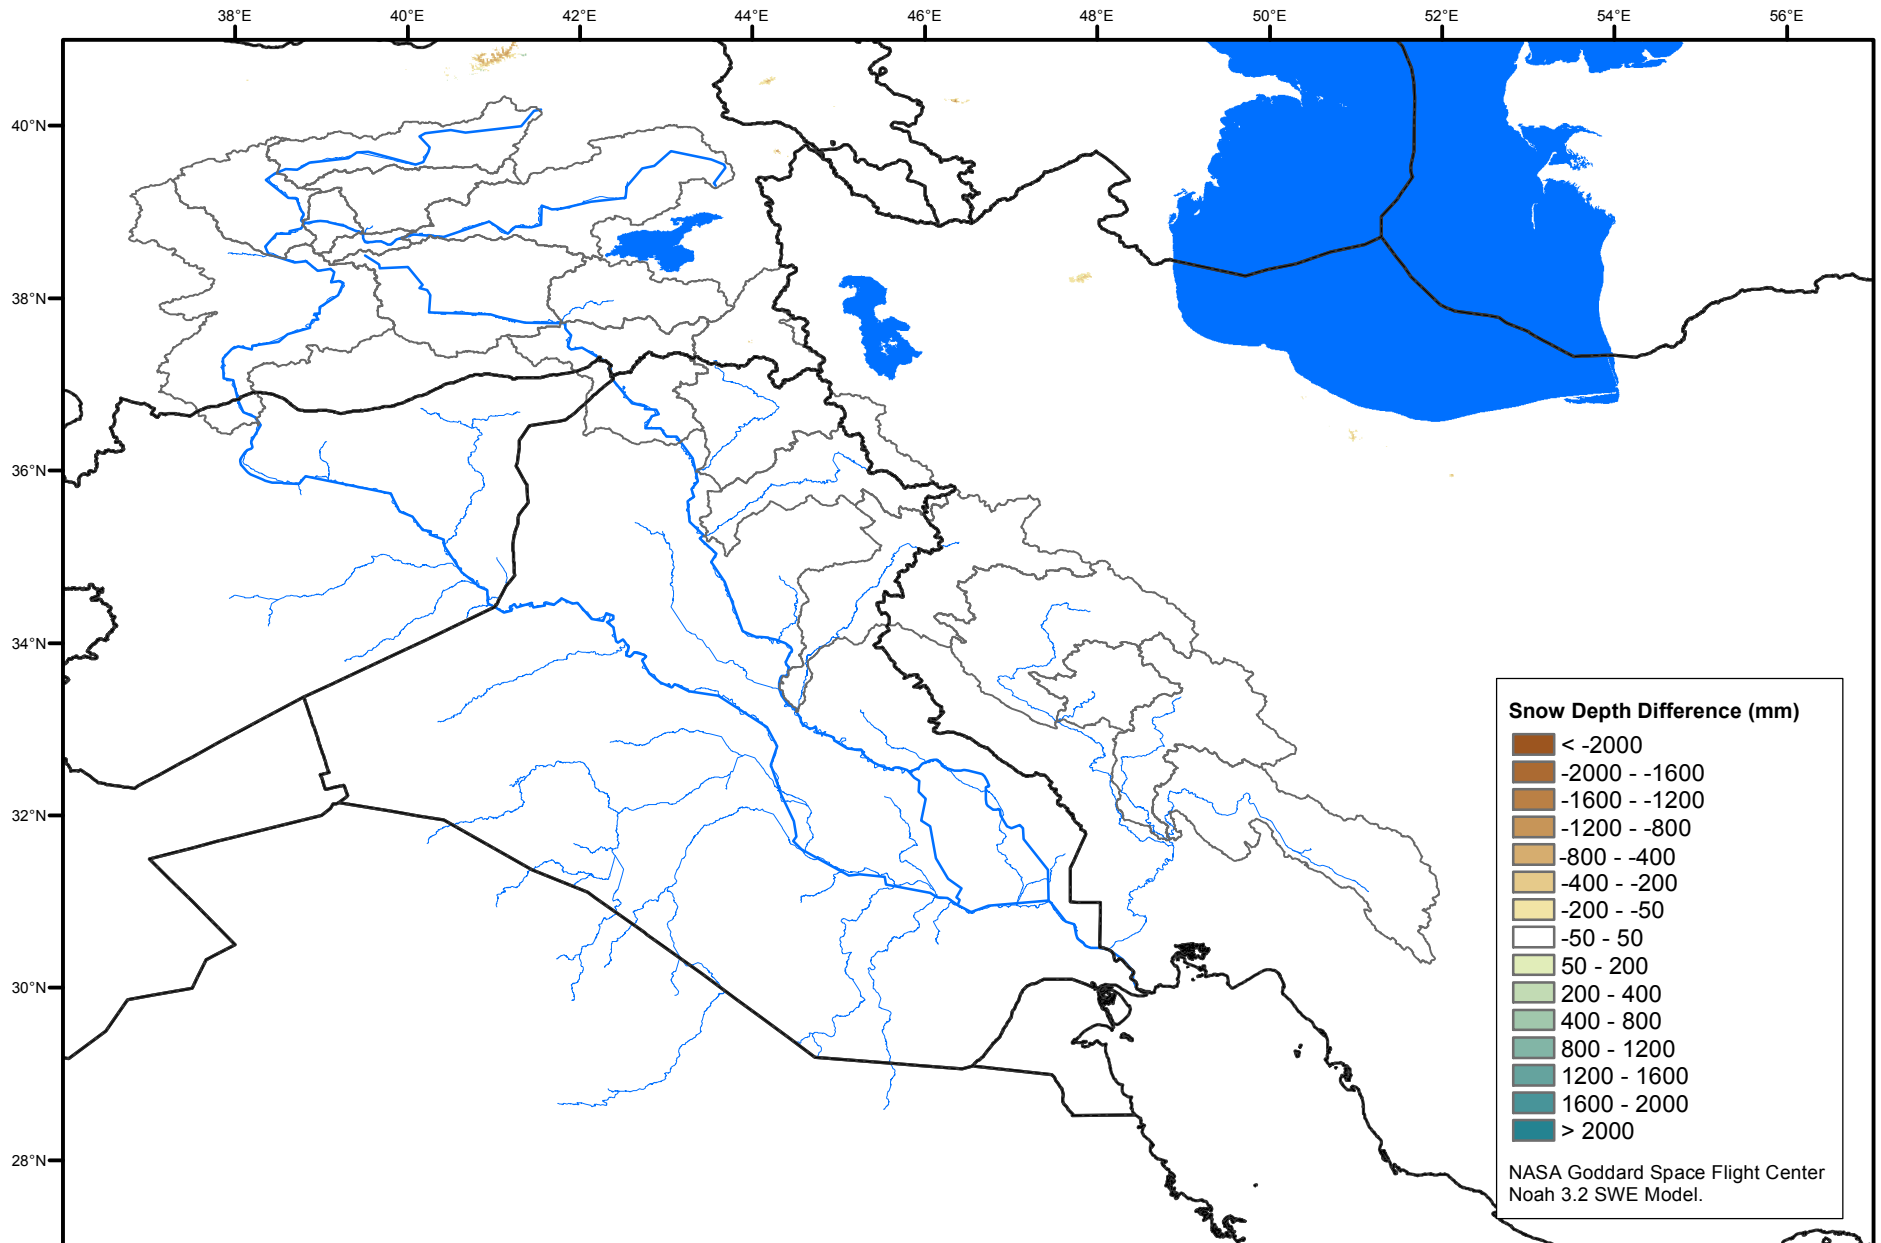 38°E 40°E 42°E 44°E 46°E 48°E 50°E 52°E 54°E 56°E
40°N
38°N
36°N
34°N
32°N
30°N
28°N
Snow Depth Difference (mm)
< -2000
-2000 - -1600
-1600 - -1200
-1200 - -800
-800 - -400
-400 - -200
-200 - -50
-50 - 50
50 - 200
200 - 400
400 - 800
800 - 1200
1200 - 1600
1600 - 2000
> 2000
NASA Goddard Space Flight Center
Noah 3.2 SWE Model.